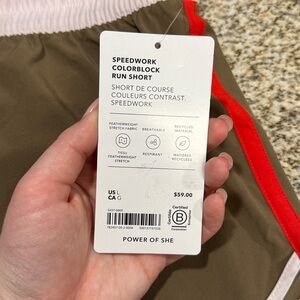 SPEEDWORK
COLORBLOCK
RUN SHORT
SHORT DE COURSE
COULEURS CONTRAST.
SPEEDWORK
FEATHERWEIGHT
STRETCH FABRIC
BREATHABLE
RECYCLED
MATERIAL
TISSU
FEATHERWEIGHT
STRETCH
RESPIRANT
MATIÈRES
RECYCLÉES
US L
CA G
$59.00
Certified
B
Corporation
POWER OF SHE